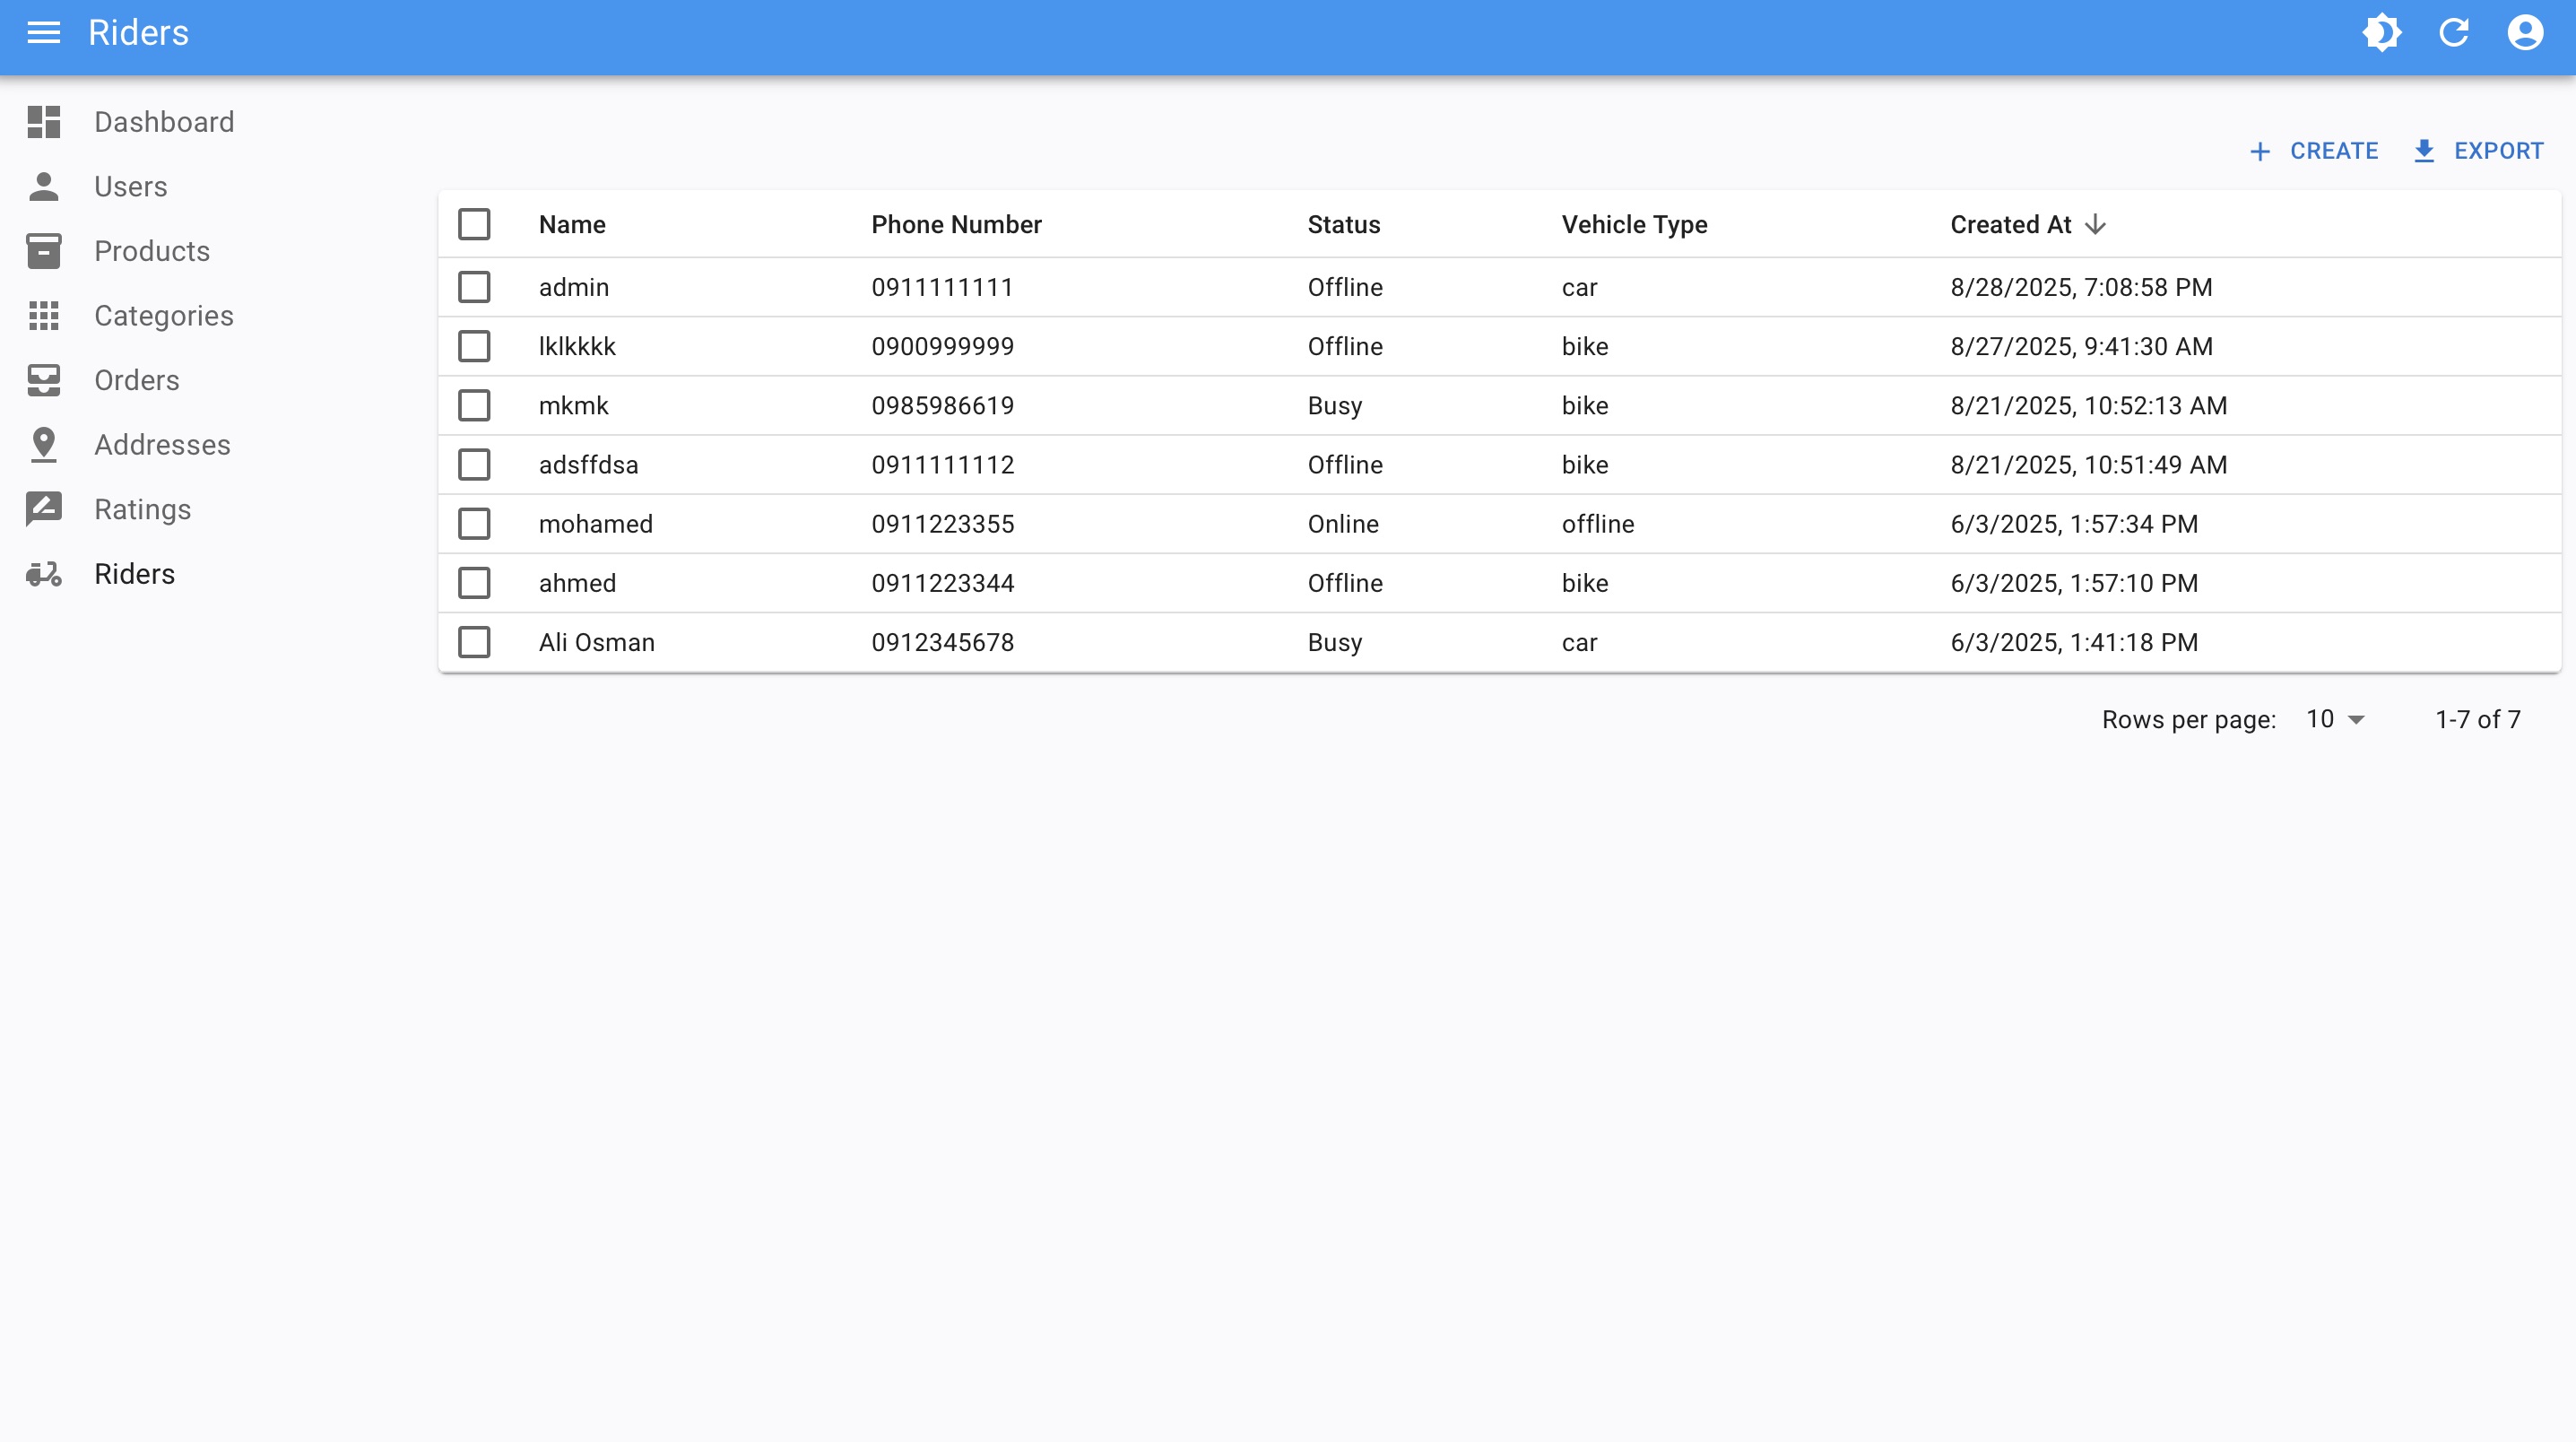 Riders
Dashboard
Users
Products
Categories
Orders
Addresses
Ratings
Riders
CREATE EXPORT
Name Phone Number Status Vehicle Type Created At
admin 0911111111 Offline car 8/28/2025, 7:08:58 PM
lklkkkk 0900999999 Offline bike 8/27/2025, 9:41:30 AM
mkmk 0985986619 Busy bike 8/21/2025, 10:52:13 AM
adsffdsa 0911111112 Offline bike 8/21/2025, 10:51:49 AM
mohamed 0911223355 Online offline 6/3/2025, 1:57:34 PM
ahmed 0911223344 Offline bike 6/3/2025, 1:57:10 PM
Ali Osman 0912345678 Busy car 6/3/2025, 1:41:18 PM
Rows per page: 10 1-7 of 7